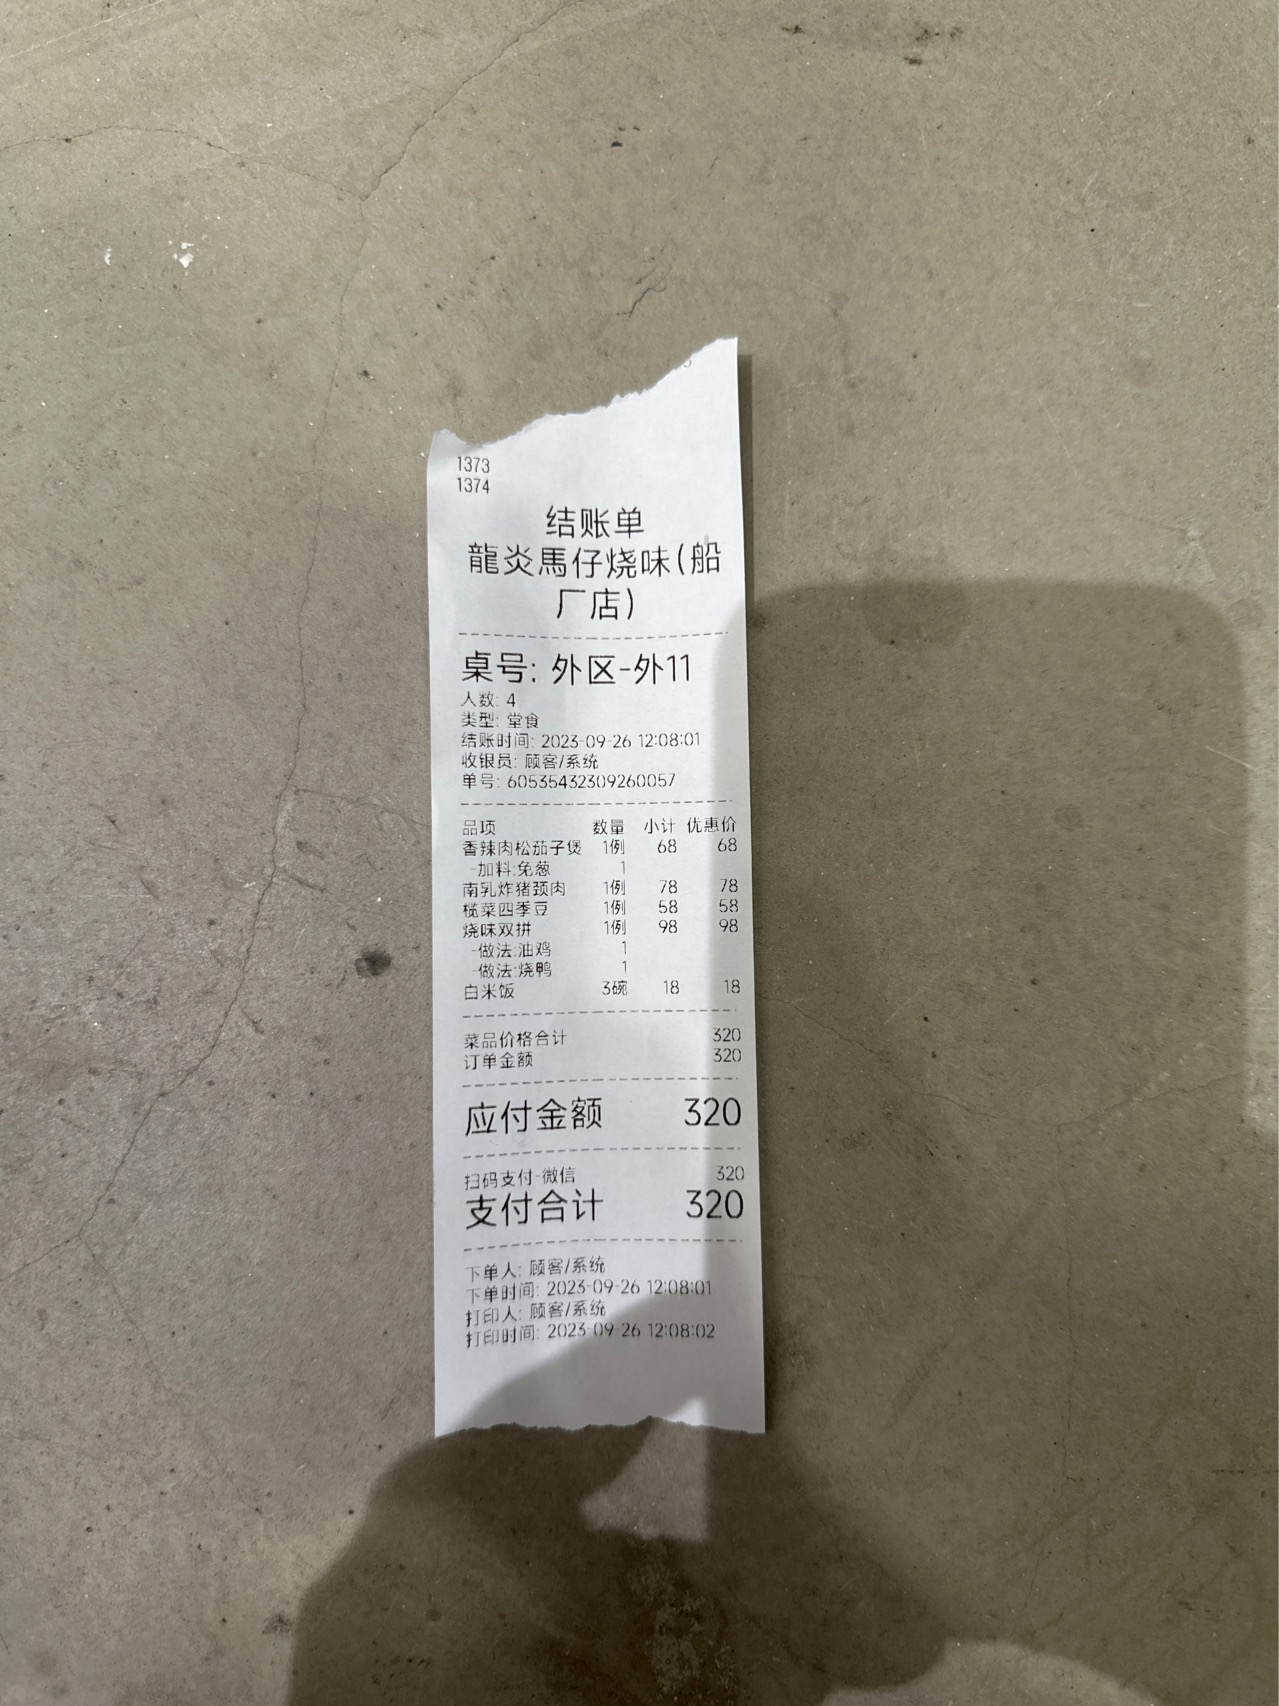 1373
1374
结账单
龍炎馬仔烧味(船
厂店)
桌号: 外区-外11
人数: 4
类型: 堂食
结账时间: 2023-09-26 12:08:01
收银员: 顾客/系统
单号: 605354323092600​57
品项 数量 小计 优惠价
香辣肉松茄子煲 1例 68 68
-加料:免葱 1
南乳炸猪颈肉 1例 78 78
榄菜四季豆 1例 58 58
烧味双拼 1例 98 98
-做法:油鸡 1
-做法:烧鸭 1
白米饭 3碗 18 18
菜品价格合计 320
订单金额 320
应付金额 320
扫码支付-微信 320
支付合计 320
下单人: 顾客/系统
下单时间: 2023-09-26 12:08:01
打印人: 顾客/系统
打印时间: 2023-09-26 12:08:02